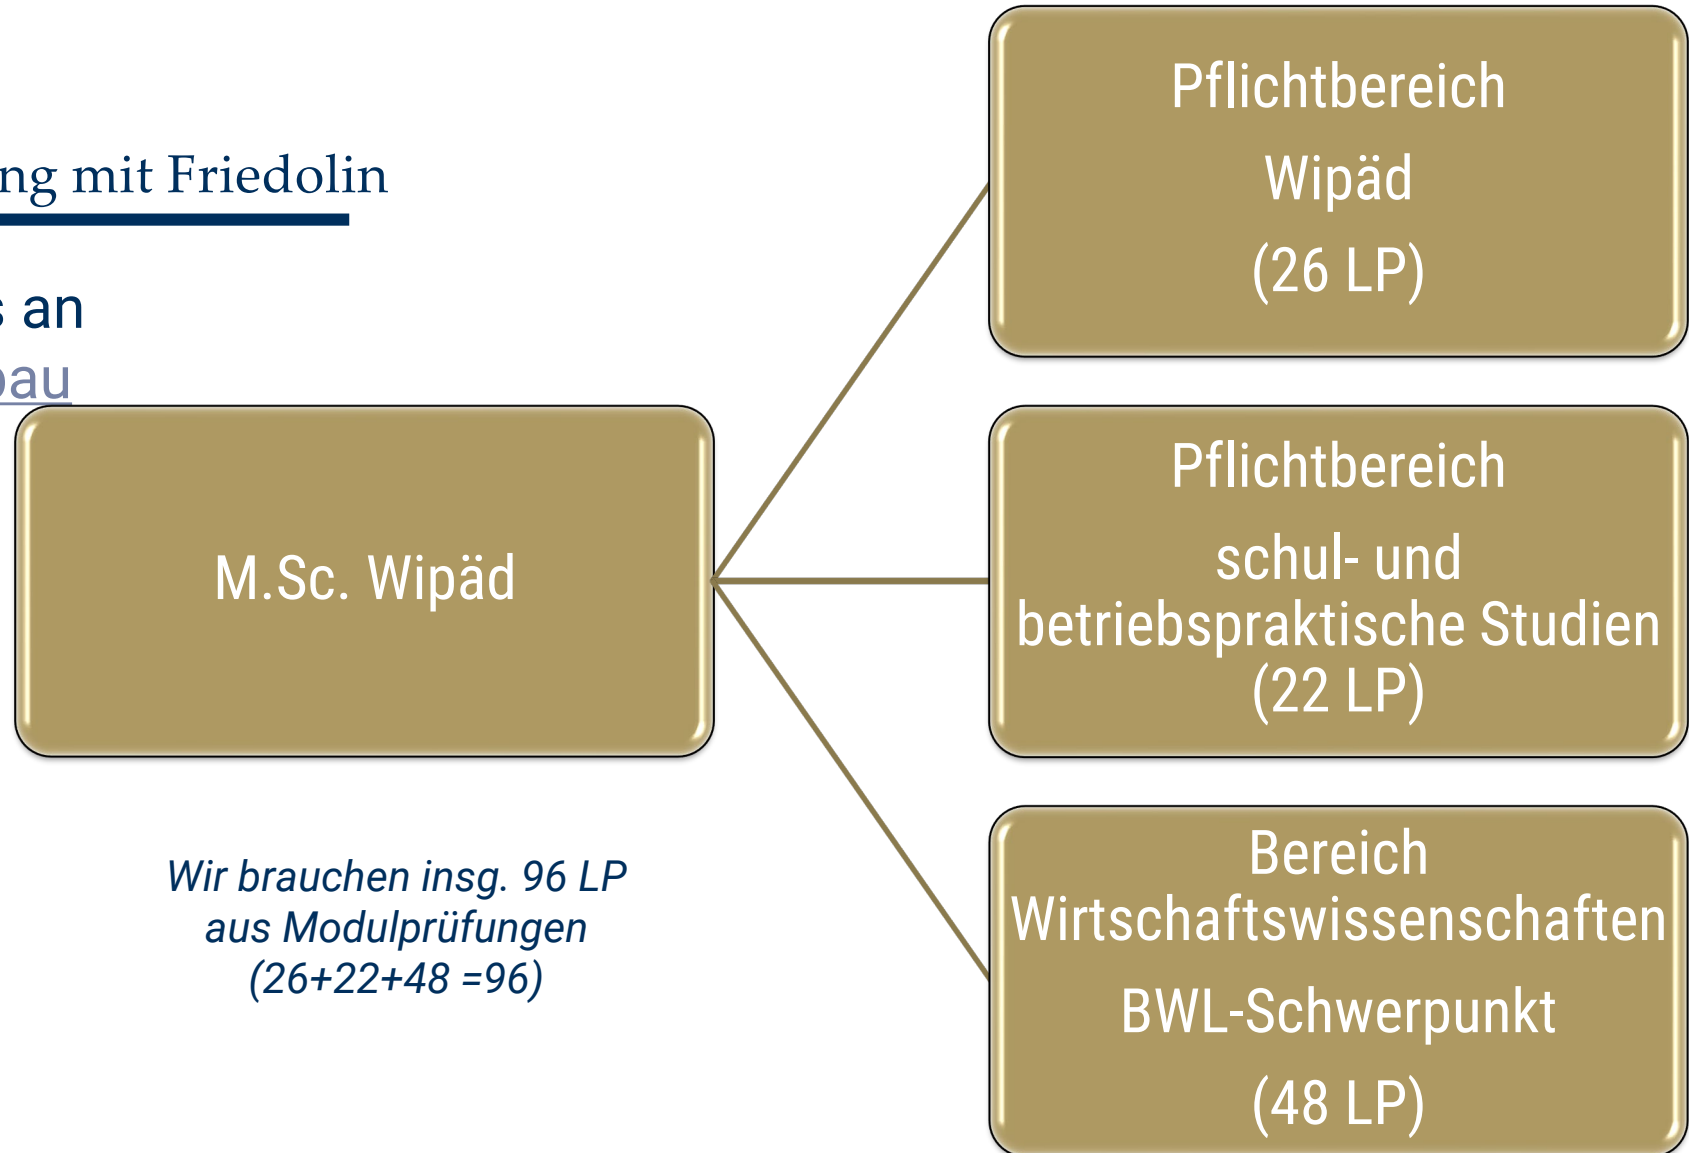 ng mit Friedolin
s an
bau
M.Sc. Wipäd
Wir brauchen insg. 96 LP
aus Modulprüfungen
(26+22+48 =96)
Pflichtbereich
Wipäd
(26 LP)
Pflichtbereich
schul- und
betriebspraktische Studien
(22 LP)
Bereich
Wirtschaftswissenschaften
BWL-Schwerpunkt
(48 LP)